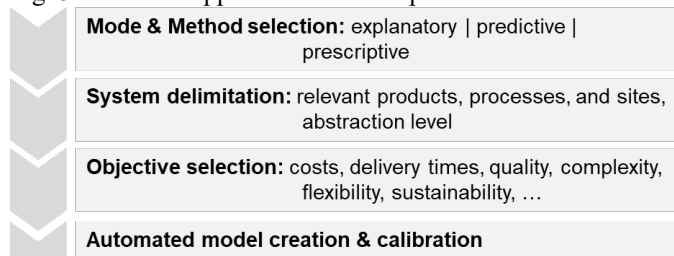 Mode & Method selection: explanatory | predictive |
prescriptive
System delimitation: relevant products, processes, and sites,
abstraction level
Objective selection: costs, delivery times, quality, complexity,
flexibility, sustainability, …
Automated model creation & calibration